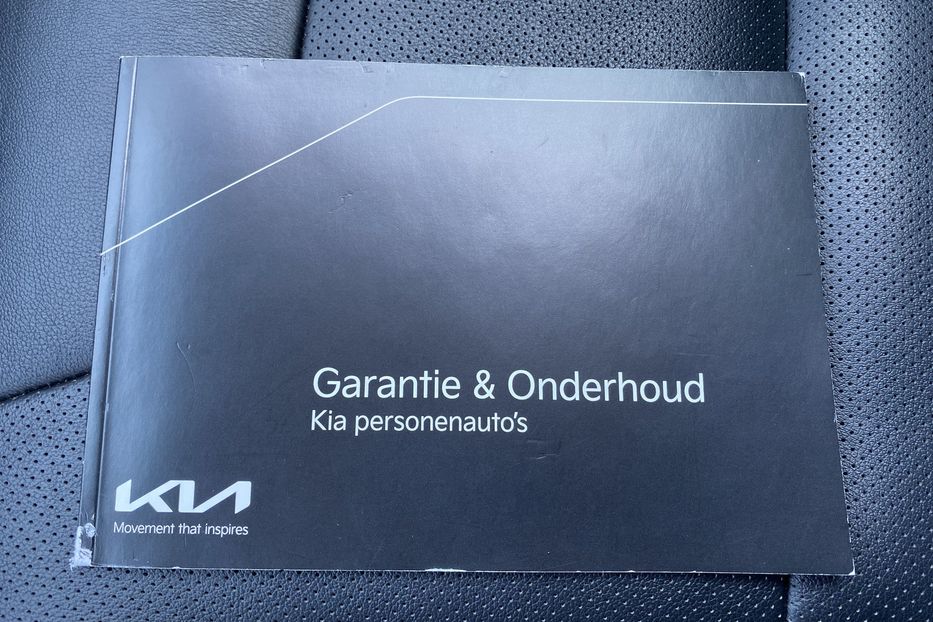 Garantie & Onderhoud
Kia personenauto's
KIA
Movement that inspires